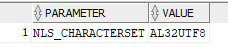 PARAMETER VALUE
1 NLS_CHARACTERSET AL32UTF8